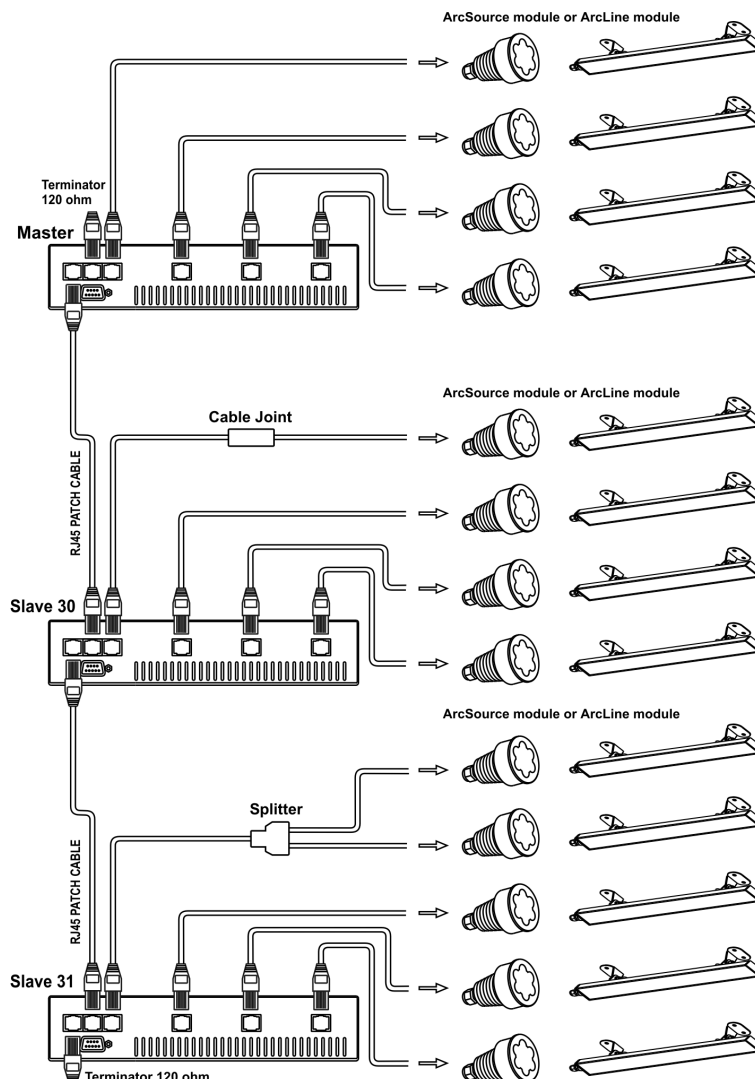 ArcSource module or ArcLine module
Terminator
120 ohm
Master
ArcSource module or ArcLine module
Cable Joint
RJ45 PATCH CABLE
Slave 30
ArcSource module or ArcLine module
Splitter
RJ45 PATCH CABLE
Slave 31
Terminator 120 ohm